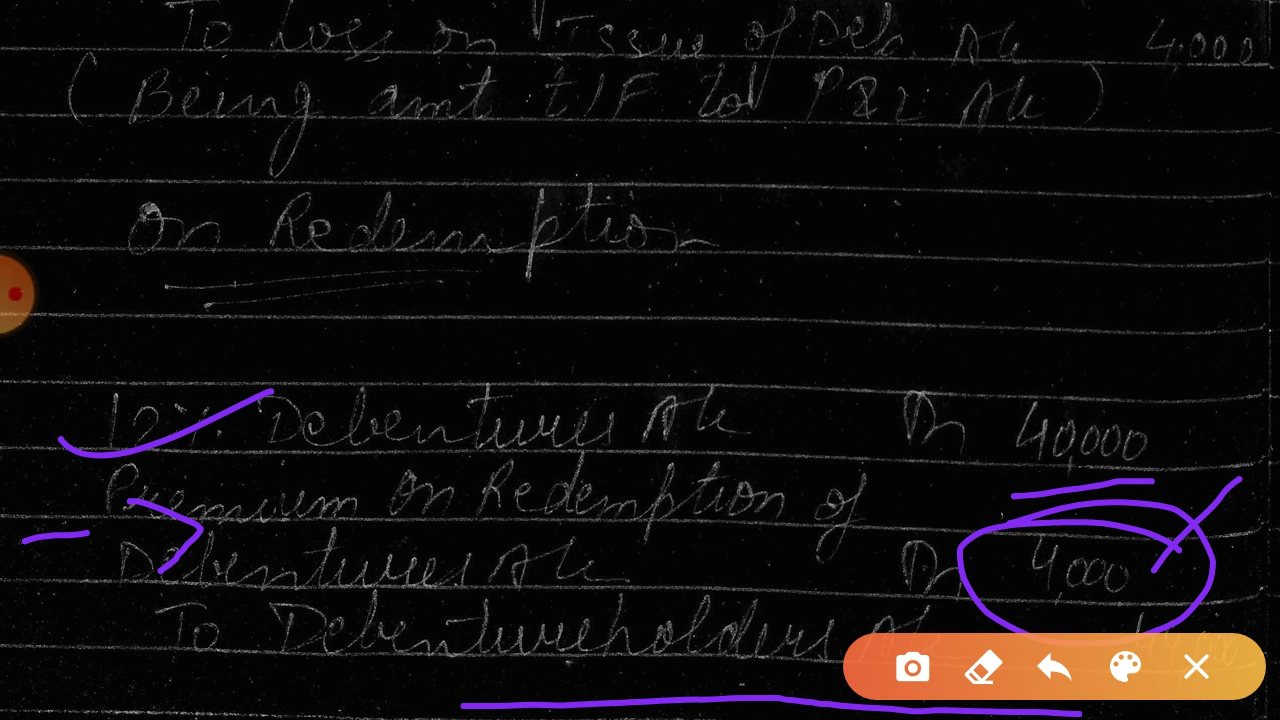 To Loss on Issue of Deb. A/c 4,000
( Being amt t/F to P&L A/c )
On Redemption
12%. Debentures A/c Dr 40,000
Premium on Redemption of
Debentures A/c Dr 4,000
To Debentureholders A/c